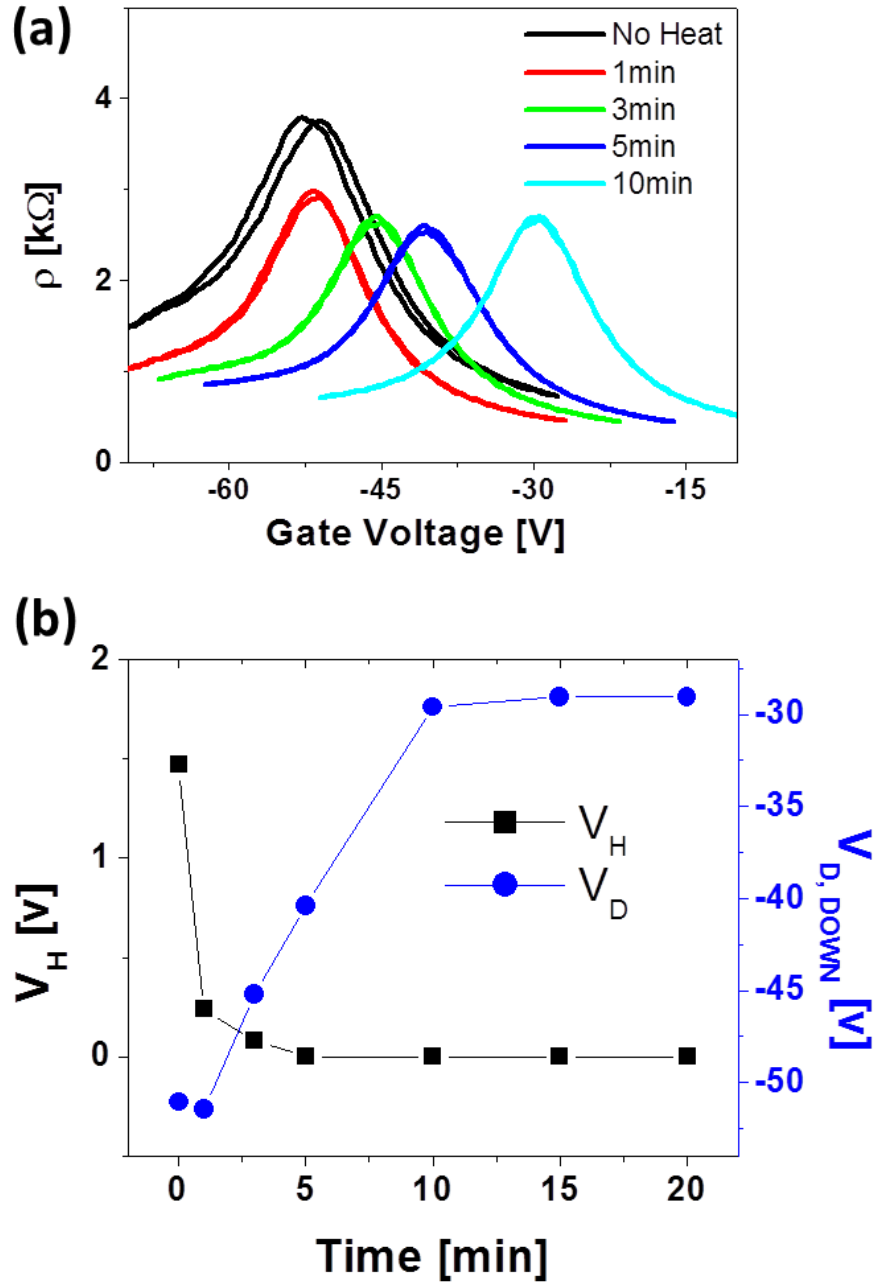 (a)
No Heat
1min
3min
5min
10min
4
2
0
ρ [kΩ]
-60 -45 -30 -15
Gate Voltage [V]
(b)
2
1
0
V_H [v]
V_H
V_D
-30
-35
-40
-45
-50
V_D, DOWN [v]
0 5 10 15 20
Time [min]